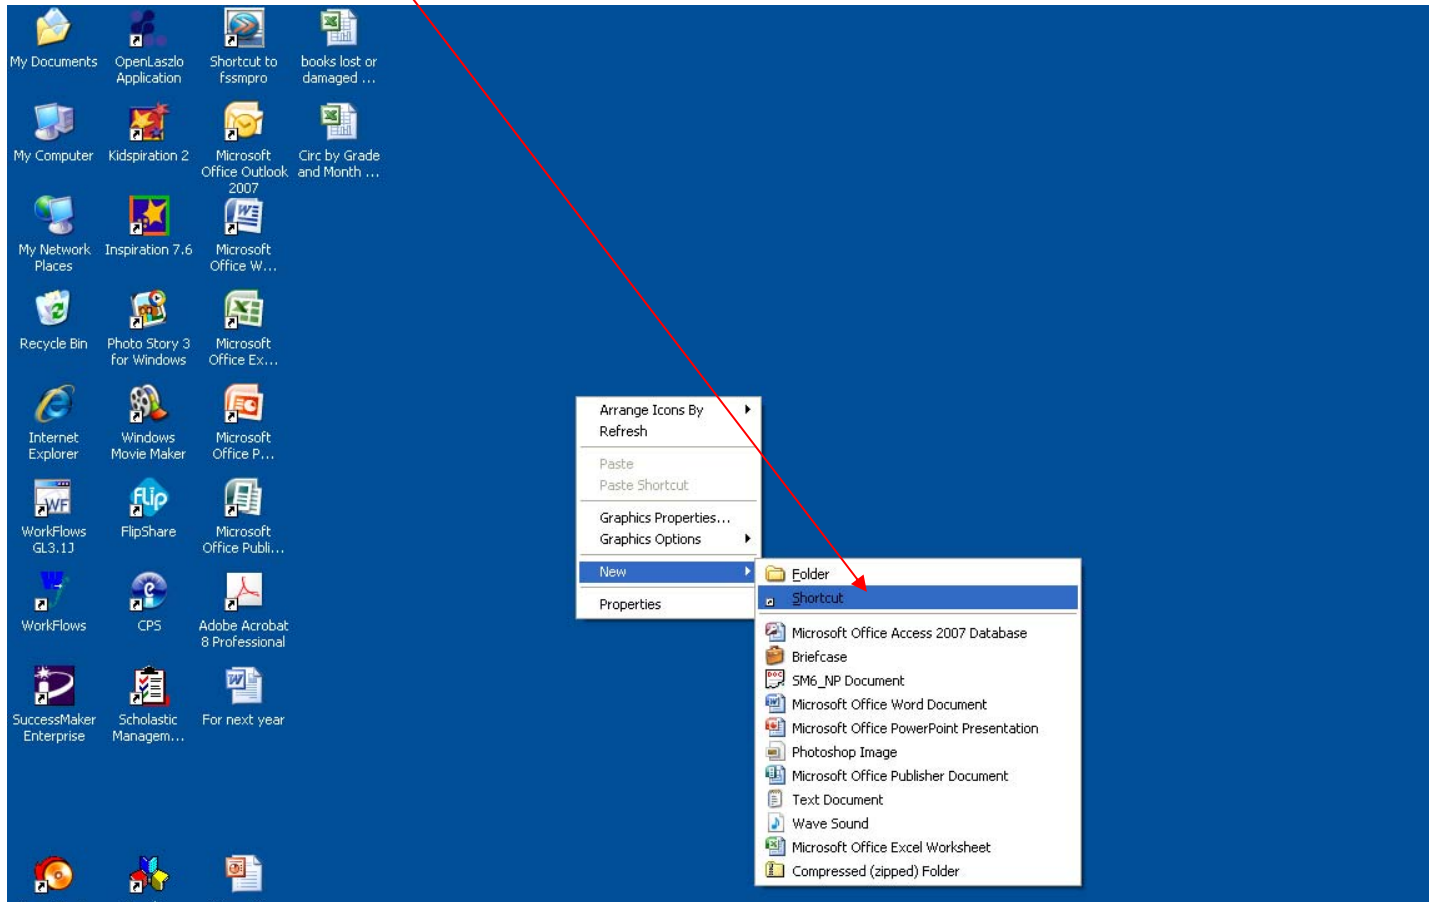 My Documents
OpenLaszlo
Application
Shortcut to
fssmpro
books lost or
damaged ...
My Computer
Kidspiration 2
Microsoft
Office Outlook
2007
Circ by Grade
and Month ...
My Network
Places
Inspiration 7.6
Microsoft
Office W...
Recycle Bin
Photo Story 3
for Windows
Microsoft
Office Ex...
Internet
Explorer
Windows
Movie Maker
Microsoft
Office P...
WorkFlows
GL3.1J
FlipShare
Microsoft
Office Publi...
WorkFlows
CPS
Adobe Acrobat
8 Professional
SuccessMaker
Enterprise
Scholastic
Managem...
For next year
Arrange Icons By
Refresh
Paste
Paste Shortcut
Graphics Properties...
Graphics Options
New
Properties
Folder
Shortcut
Microsoft Office Access 2007 Database
Briefcase
SM6_NP Document
Microsoft Office Word Document
Microsoft Office PowerPoint Presentation
Photoshop Image
Microsoft Office Publisher Document
Text Document
Wave Sound
Microsoft Office Excel Worksheet
Compressed (zipped) Folder